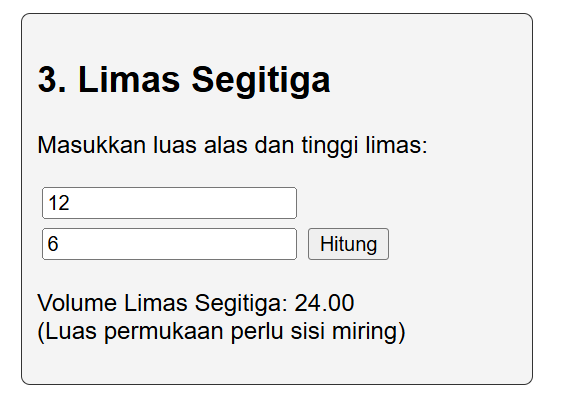 3. Limas Segitiga
Masukkan luas alas dan tinggi limas:
12
6 Hitung
Volume Limas Segitiga: 24.00
(Luas permukaan perlu sisi miring)